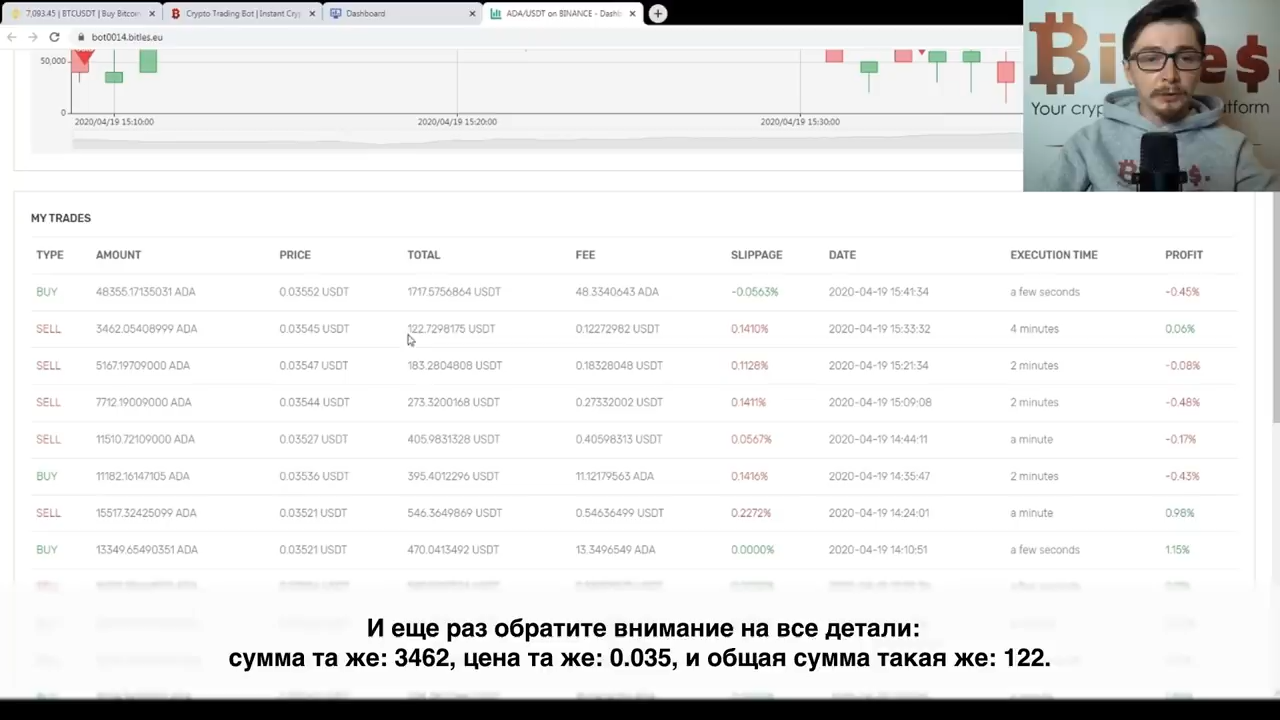 7,093.45 | BTCUSDT | Buy Bitcoin
Crypto Trading Bot | Instant Cryp
Dashboard
ADA/USDT on BINANCE - Dashb
bot0014.bitles.eu
50,000
0
2020/04/19 15:10:00
2020/04/19 15:20:00
2020/04/19 15:30:00
MY TRADES
TYPE AMOUNT PRICE TOTAL FEE SLIPPAGE DATE EXECUTION TIME PROFIT
BUY 48355.17135031 ADA 0.03552 USDT 1717.5756864 USDT 48.3340643 ADA -0.0563% 2020-04-19 15:41:34 a few seconds -0.45%
SELL 3462.05408999 ADA 0.03545 USDT 122.7298175 USDT 0.12272982 USDT 0.1410% 2020-04-19 15:33:32 4 minutes 0.06%
SELL 5167.19709000 ADA 0.03547 USDT 183.2804808 USDT 0.18328048 USDT 0.1128% 2020-04-19 15:21:34 2 minutes -0.08%
SELL 7712.19009000 ADA 0.03544 USDT 273.3200168 USDT 0.27332002 USDT 0.1411% 2020-04-19 15:09:08 2 minutes -0.48%
SELL 11510.72109000 ADA 0.03527 USDT 405.9831328 USDT 0.40598313 USDT 0.0567% 2020-04-19 14:44:11 a minute -0.17%
BUY 11182.16147105 ADA 0.03536 USDT 395.4012296 USDT 11.12179563 ADA 0.1416% 2020-04-19 14:35:47 2 minutes -0.43%
SELL 15517.32425099 ADA 0.03521 USDT 546.3649869 USDT 0.54636499 USDT 0.2272% 2020-04-19 14:24:01 a minute 0.98%
BUY 13349.65490351 ADA 0.03521 USDT 470.0413492 USDT 13.3496549 ADA 0.0000% 2020-04-19 14:10:51 a few seconds 1.15%
И еще раз обратите внимание на все детали:
сумма та же: 3462, цена та же: 0.035, и общая сумма такая же: 122.